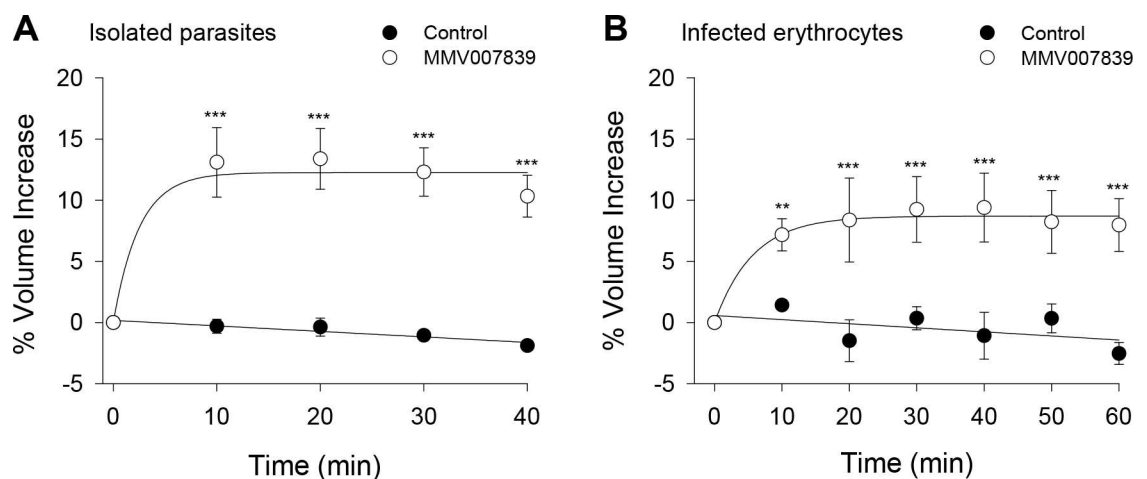 A Isolated parasites
Control
MMV007839
% Volume Increase
20
15
10
5
0
-5
***
***
***
***
0 10 20 30 40
Time (min)
B Infected erythrocytes
Control
MMV007839
% Volume Increase
20
15
10
5
0
-5
**
***
***
***
***
***
0 10 20 30 40 50 60
Time (min)